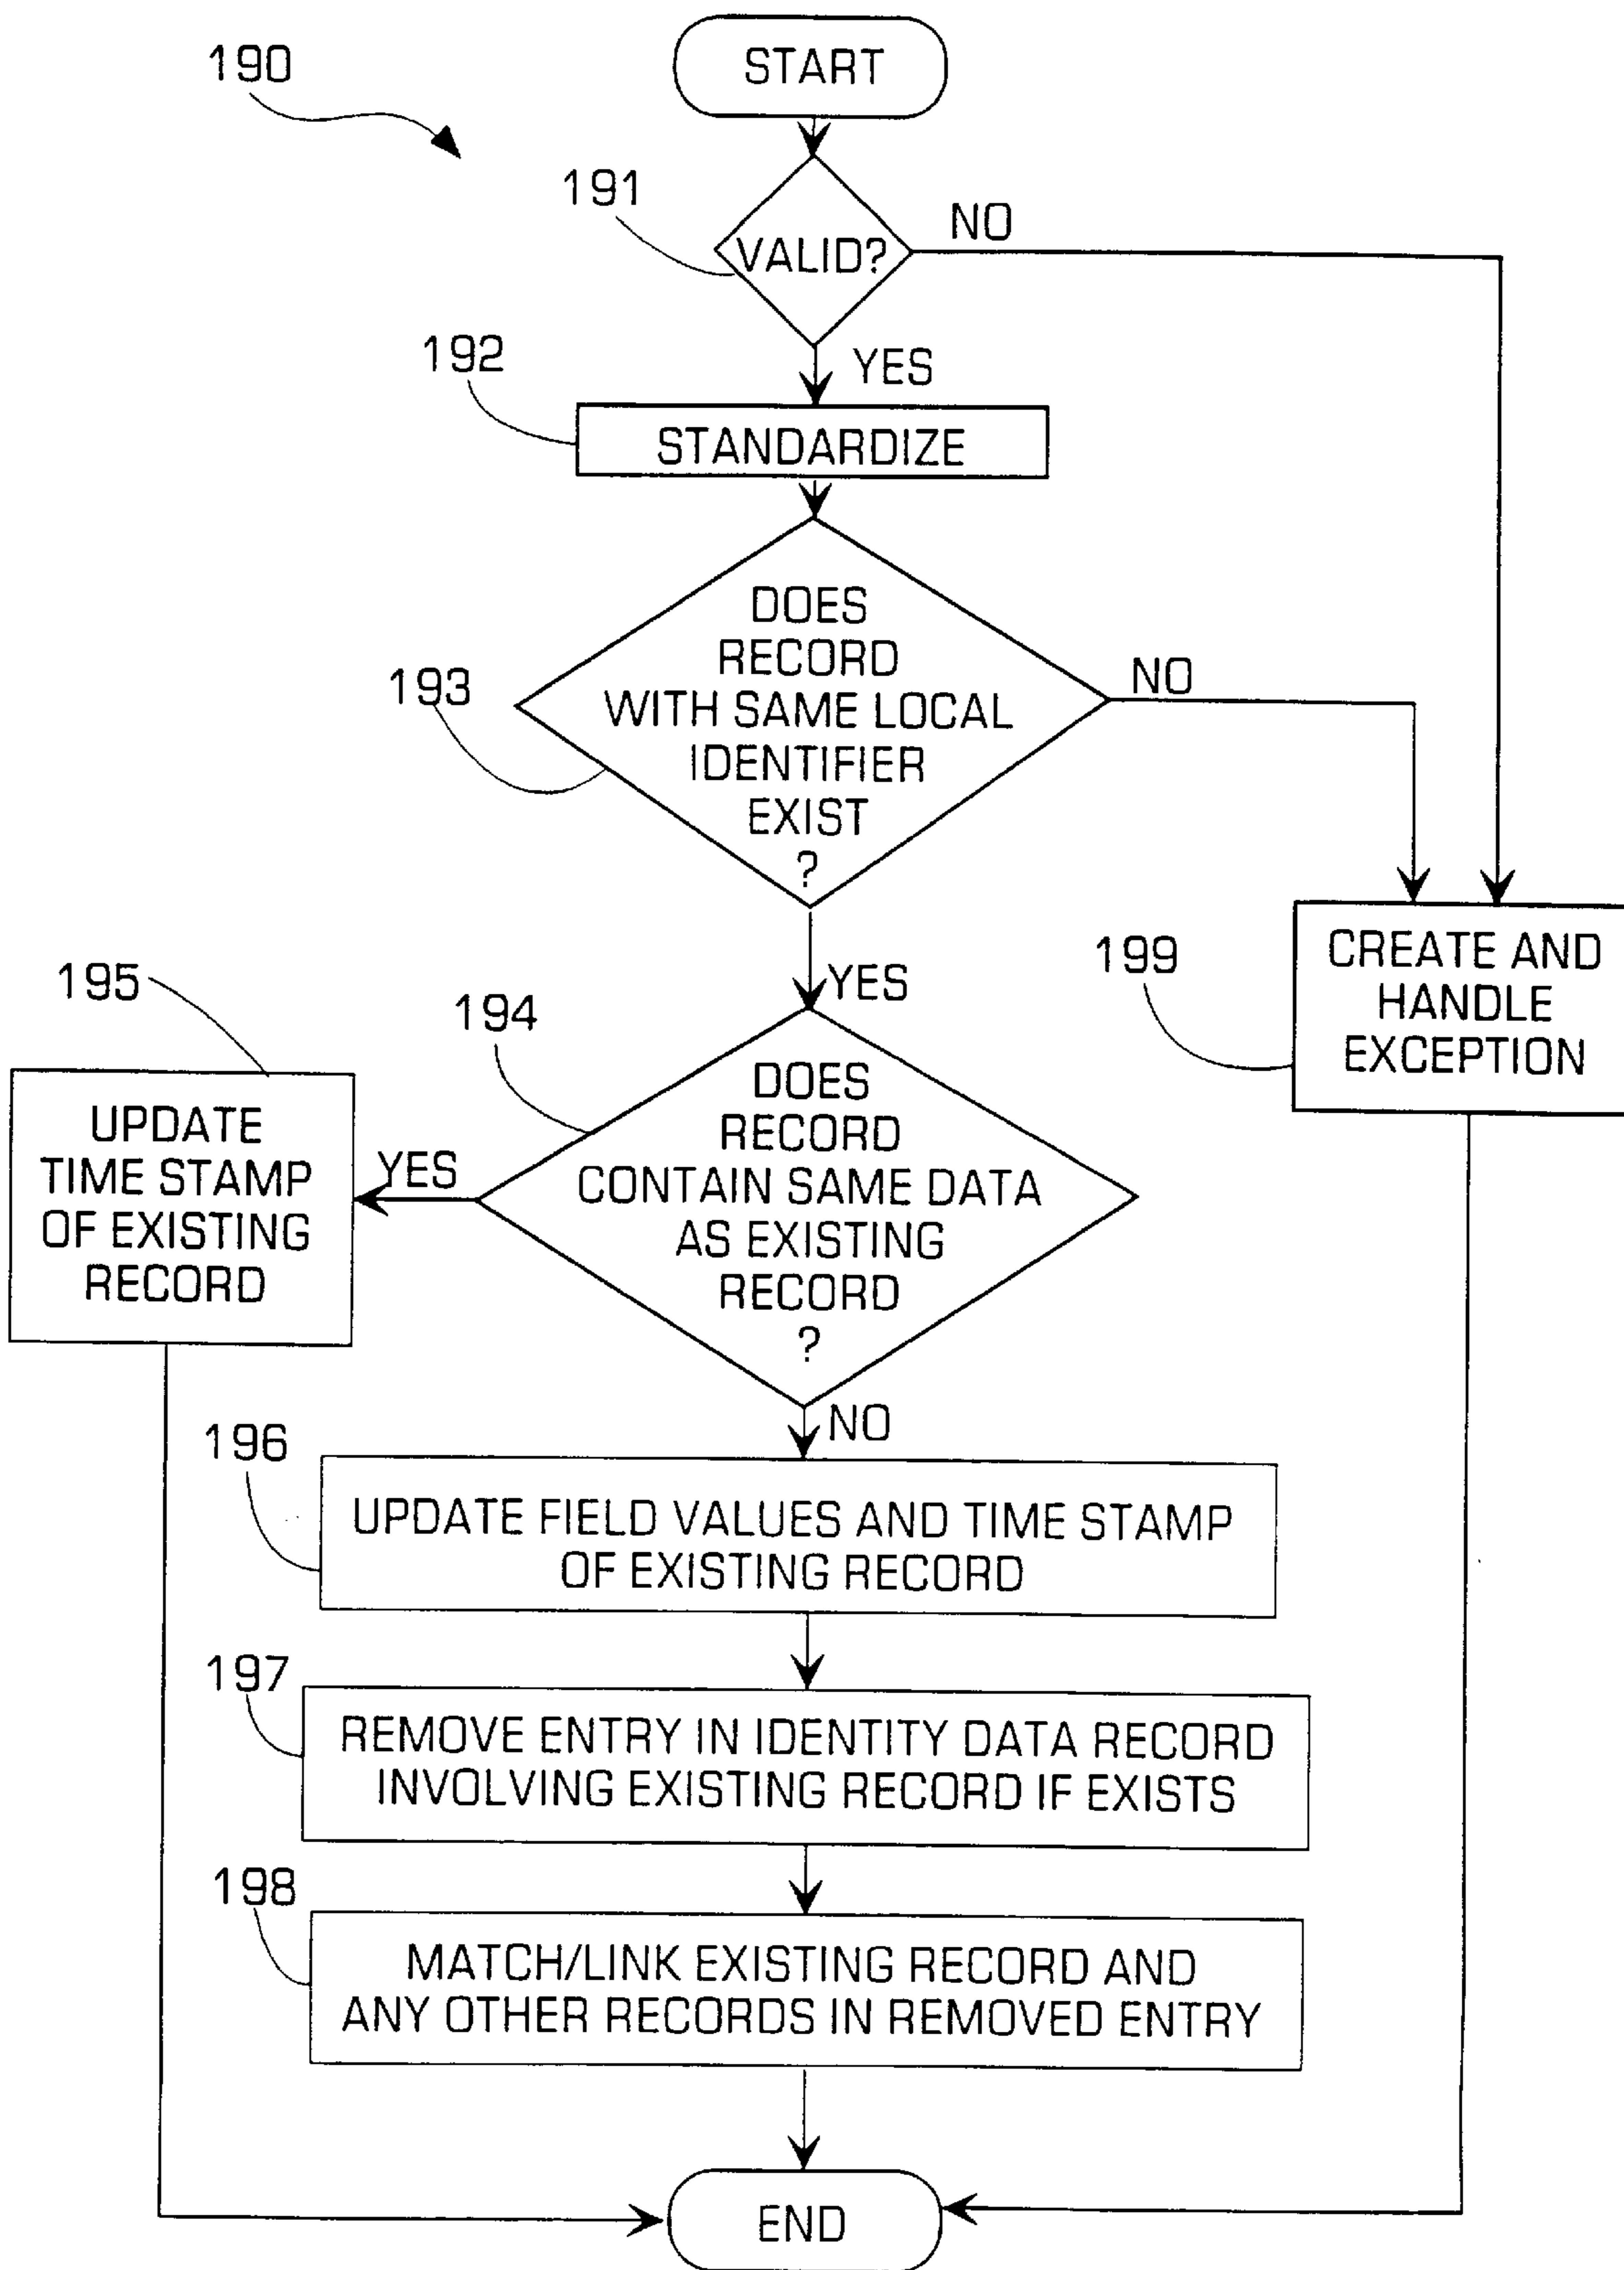 190
START
191
VALID?
NO
YES
192
STANDARDIZE
193
DOES
RECORD
WITH SAME LOCAL
IDENTIFIER
EXIST
?
NO
YES
199
CREATE AND
HANDLE
EXCEPTION
195
UPDATE
TIME STAMP
OF EXISTING
RECORD
194
DOES
RECORD
CONTAIN SAME DATA
AS EXISTING
RECORD
?
YES
NO
196
UPDATE FIELD VALUES AND TIME STAMP
OF EXISTING RECORD
197
REMOVE ENTRY IN IDENTITY DATA RECORD
INVOLVING EXISTING RECORD IF EXISTS
198
MATCH/LINK EXISTING RECORD AND
ANY OTHER RECORDS IN REMOVED ENTRY
END